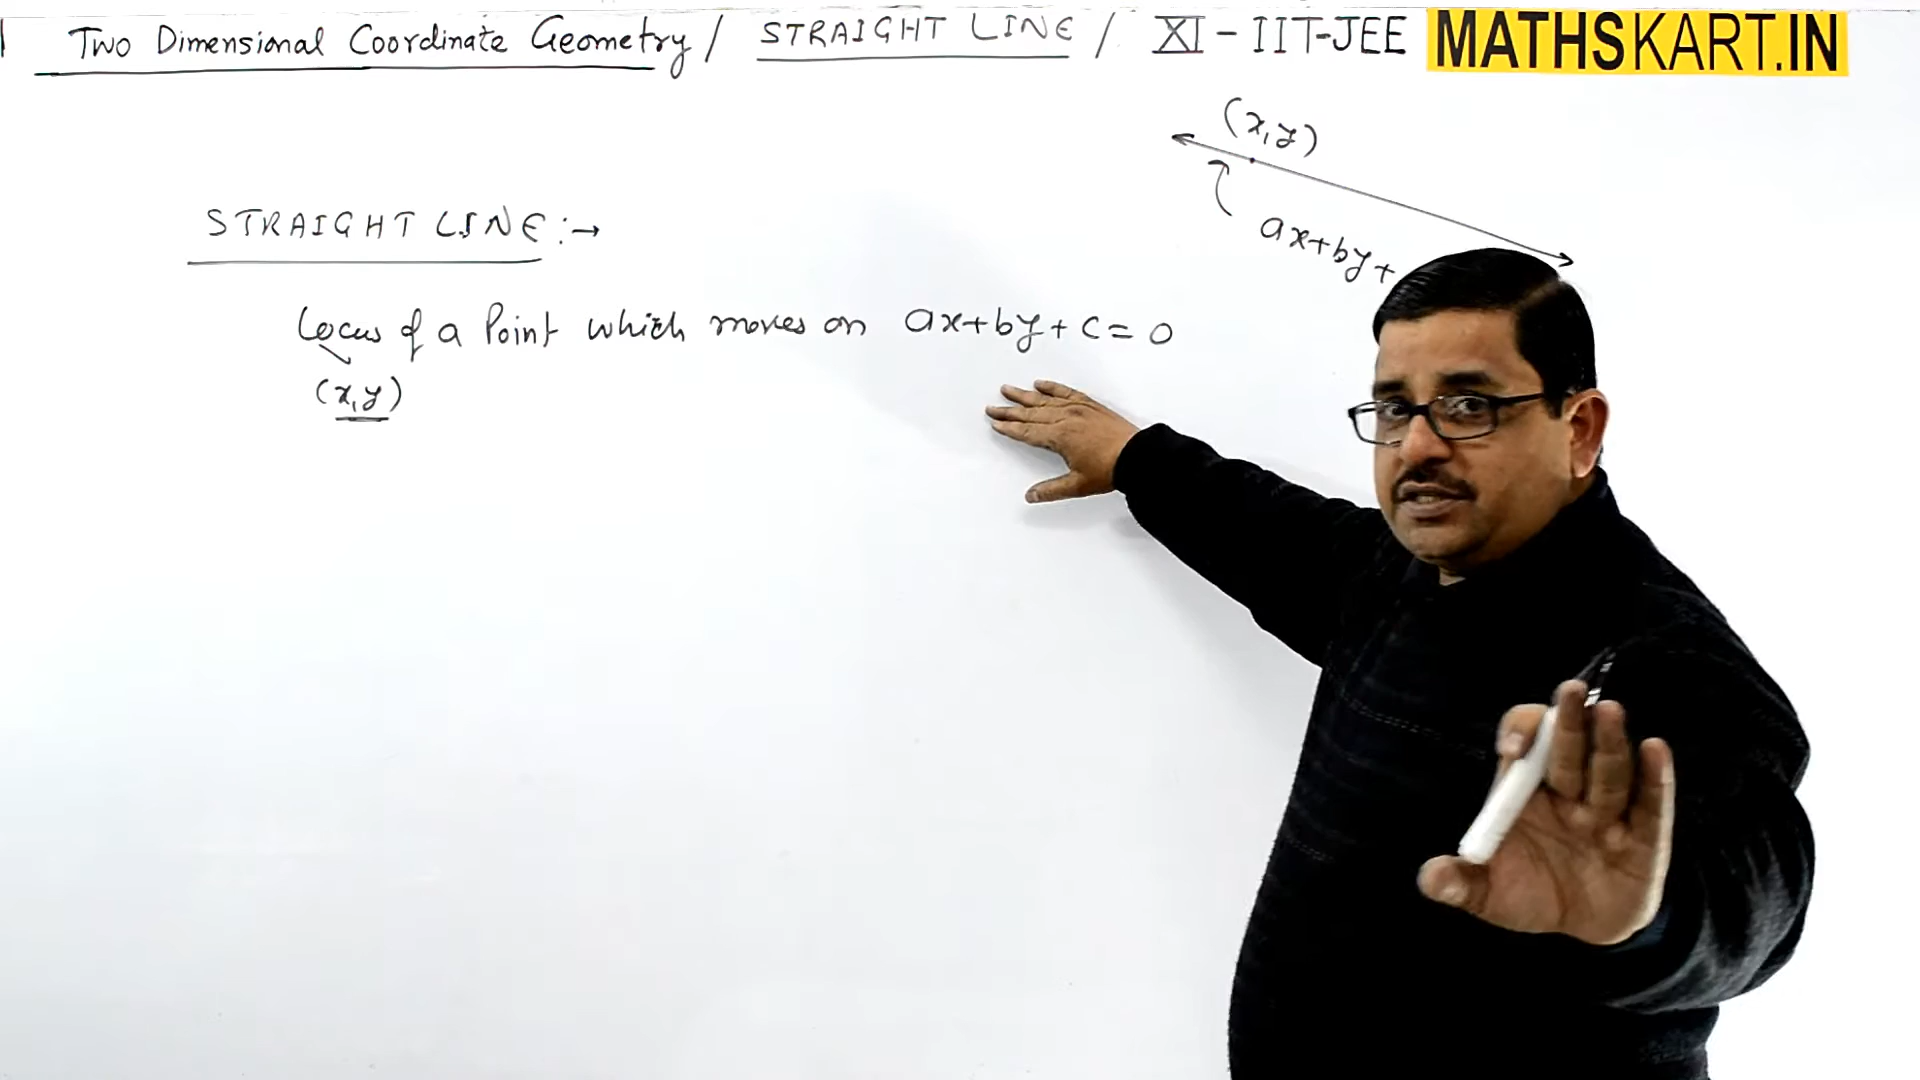 Two Dimensional Coordinate Geometry / STRAIGHT LINE / XI - IIT-JEE MATHSKART.IN
(x,y)
ax+by+
STRAIGHT LINE :→
Locus of a Point which moves on ax+by+c=0
(x,y)